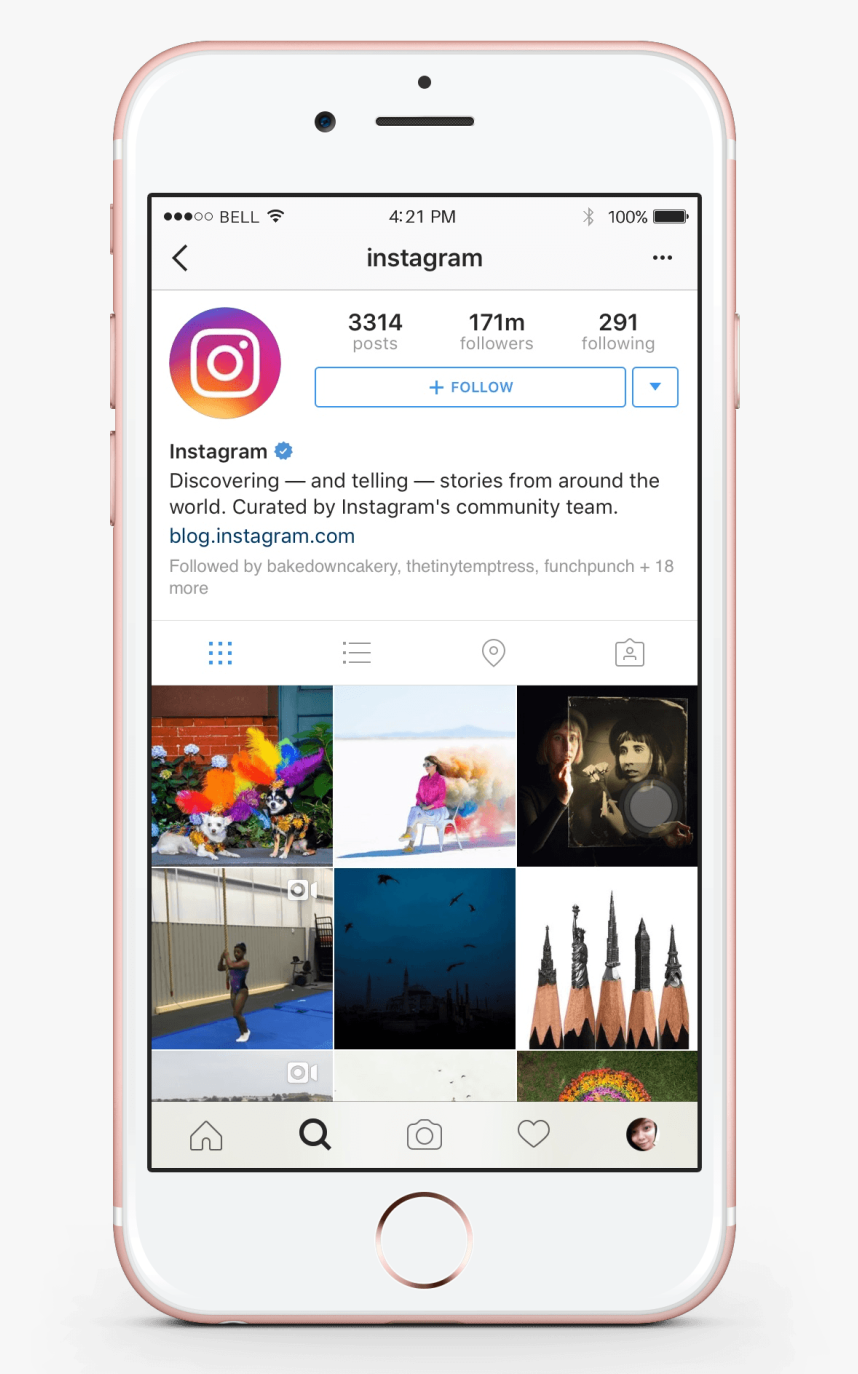 BELL 4:21 PM 100%
instagram
3314 171m 291
posts followers following
+ FOLLOW
Instagram
Discovering — and telling — stories from around the
world. Curated by Instagram's community team.
blog.instagram.com
Followed by bakedowncakery, thetinytemptress, funchpunch + 18
more